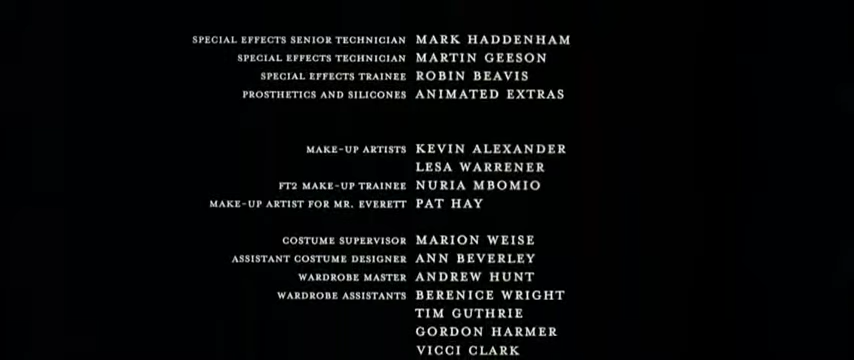 SPECIAL EFFECTS SENIOR TECHNICIAN MARK HADDENHAM
SPECIAL EFFECTS TECHNICIAN MARTIN GEESON
SPECIAL EFFECTS TRAINEE ROBIN BEAVIS
PROSTHETICS AND SILICONES ANIMATED EXTRAS
MAKE-UP ARTISTS KEVIN ALEXANDER
LESA WARRENER
FT2 MAKE-UP TRAINEE NURIA MBOMIO
MAKE-UP ARTIST FOR MR. EVERETT PAT HAY
COSTUME SUPERVISOR MARION WEISE
ASSISTANT COSTUME DESIGNER ANN BEVERLEY
WARDROBE MASTER ANDREW HUNT
WARDROBE ASSISTANTS BERENICE WRIGHT
TIM GUTHRIE
GORDON HARMER
VICCI CLARK